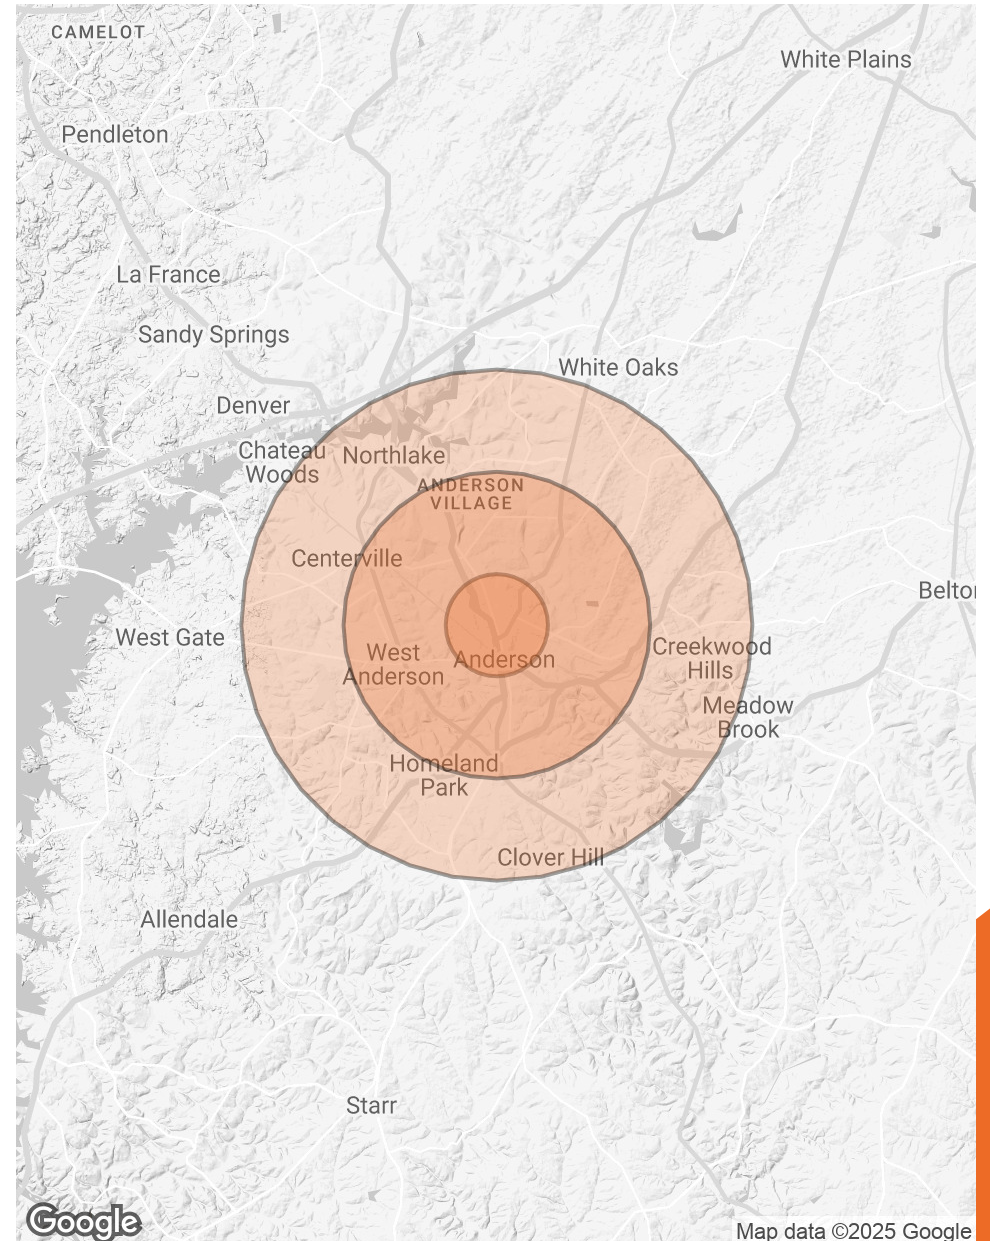 CAMELOT
White Plains
Pendleton
La France
Sandy Springs
White Oaks
Denver
Chateau
Woods
Northlake
ANDERSON
VILLAGE
Centerville
Belton
West Gate
West
Anderson
Anderson
Creekwood
Hills
Meadow
Brook
Homeland
Park
Clover Hill
Allendale
Starr
Google
Map data ©2025 Google